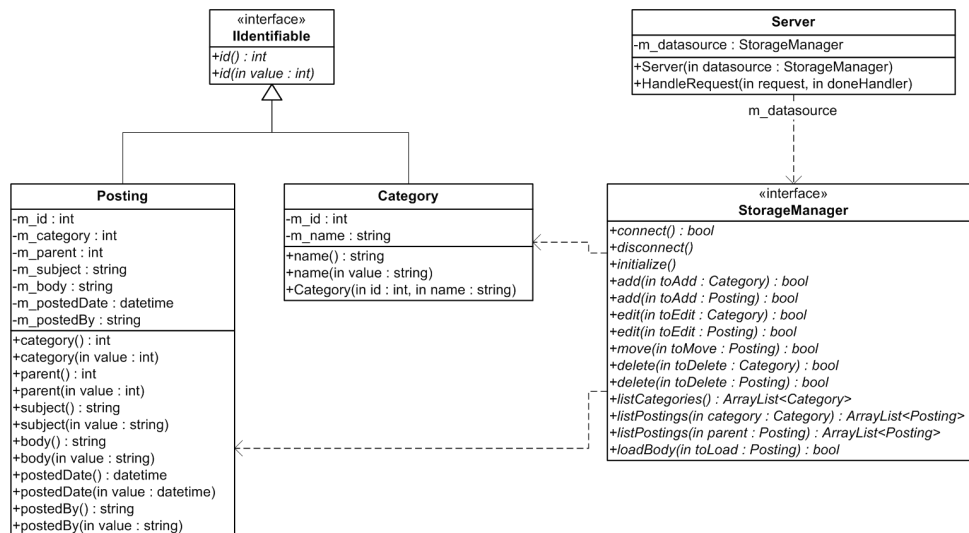 «interface»
IIdentifiable
+id() : int
+id(in value : int)
Server
-m_datasource : StorageManager
+Server(in datasource : StorageManager)
+HandleRequest(in request, in doneHandler)
m_datasource
Posting
-m_id : int
-m_category : int
-m_parent : int
-m_subject : string
-m_body : string
-m_postedDate : datetime
-m_postedBy : string
+category() : int
+category(in value : int)
+parent() : int
+parent(in value : int)
+subject() : string
+subject(in value : string)
+body() : string
+body(in value : string)
+postedDate() : datetime
+postedDate(in value : datetime)
+postedBy() : string
+postedBy(in value : string)
Category
-m_id : int
-m_name : string
+name() : string
+name(in value : string)
+Category(in id : int, in name : string)
«interface»
StorageManager
+connect() : bool
+disconnect()
+initialize()
+add(in toAdd : Category) : bool
+add(in toAdd : Posting) : bool
+edit(in toEdit : Category) : bool
+edit(in toEdit : Posting) : bool
+move(in toMove : Posting) : bool
+delete(in toDelete : Category) : bool
+delete(in toDelete : Posting) : bool
+listCategories() : ArrayList<Category>
+listPostings(in category : Category) : ArrayList<Posting>
+listPostings(in parent : Posting) : ArrayList<Posting>
+loadBody(in toLoad : Posting) : bool